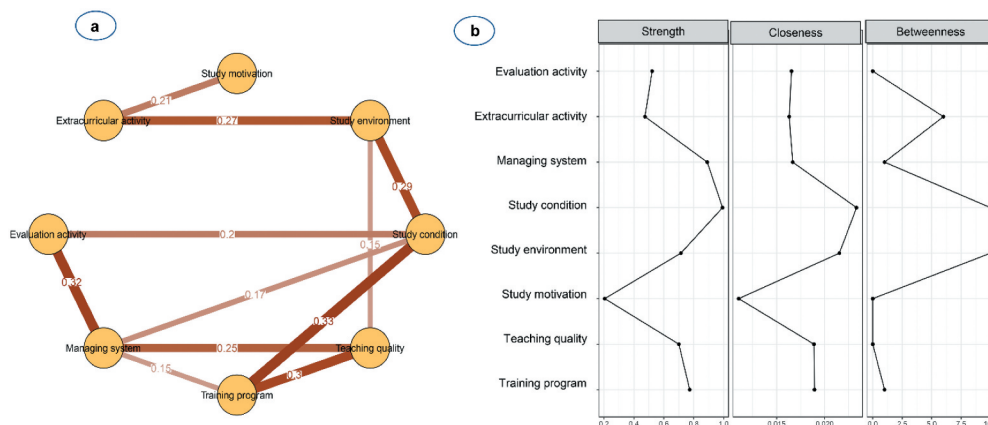 a
Study motivation
0.21
Extracurricular activity
0.27
Study environment
0.29
Evaluation activity
0.2
Study condition
0.15
0.32
0.17
0.33
Managing system
0.25
Teaching quality
0.15
0.3
Training program
b
Strength
Closeness
Betweenness
Evaluation activity
Extracurricular activity
Managing system
Study condition
Study environment
Study motivation
Teaching quality
Training program
0.2 0.4 0.6 0.8 1.0
0.015 0.020
0.0 2.5 5.0 7.5